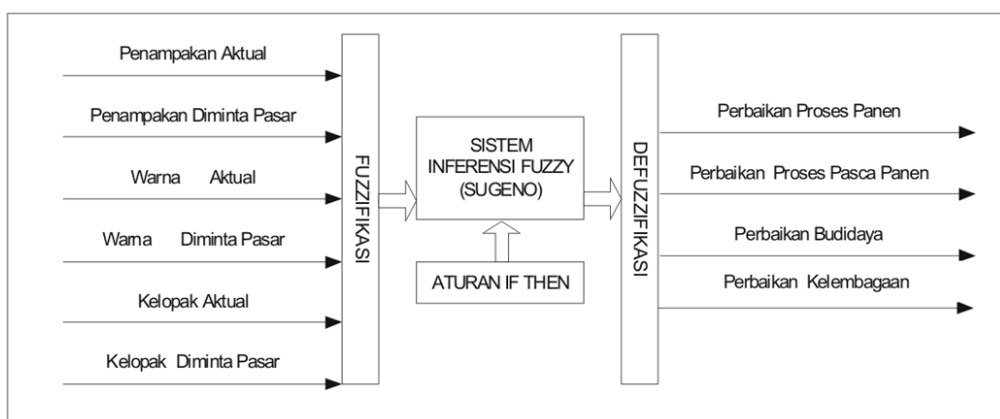 Penampakan Aktual
Penampakan Diminta Pasar
Warna Aktual
Warna Diminta Pasar
Kelopak Aktual
Kelopak Diminta Pasar
FUZZIFIKASI
SISTEM
INFERENSI FUZZY
(SUGENO)
ATURAN IF THEN
DEFUZZIFIKASI
Perbaikan Proses Panen
Perbaikan Proses Pasca Panen
Perbaikan Budidaya
Perbaikan Kelembagaan